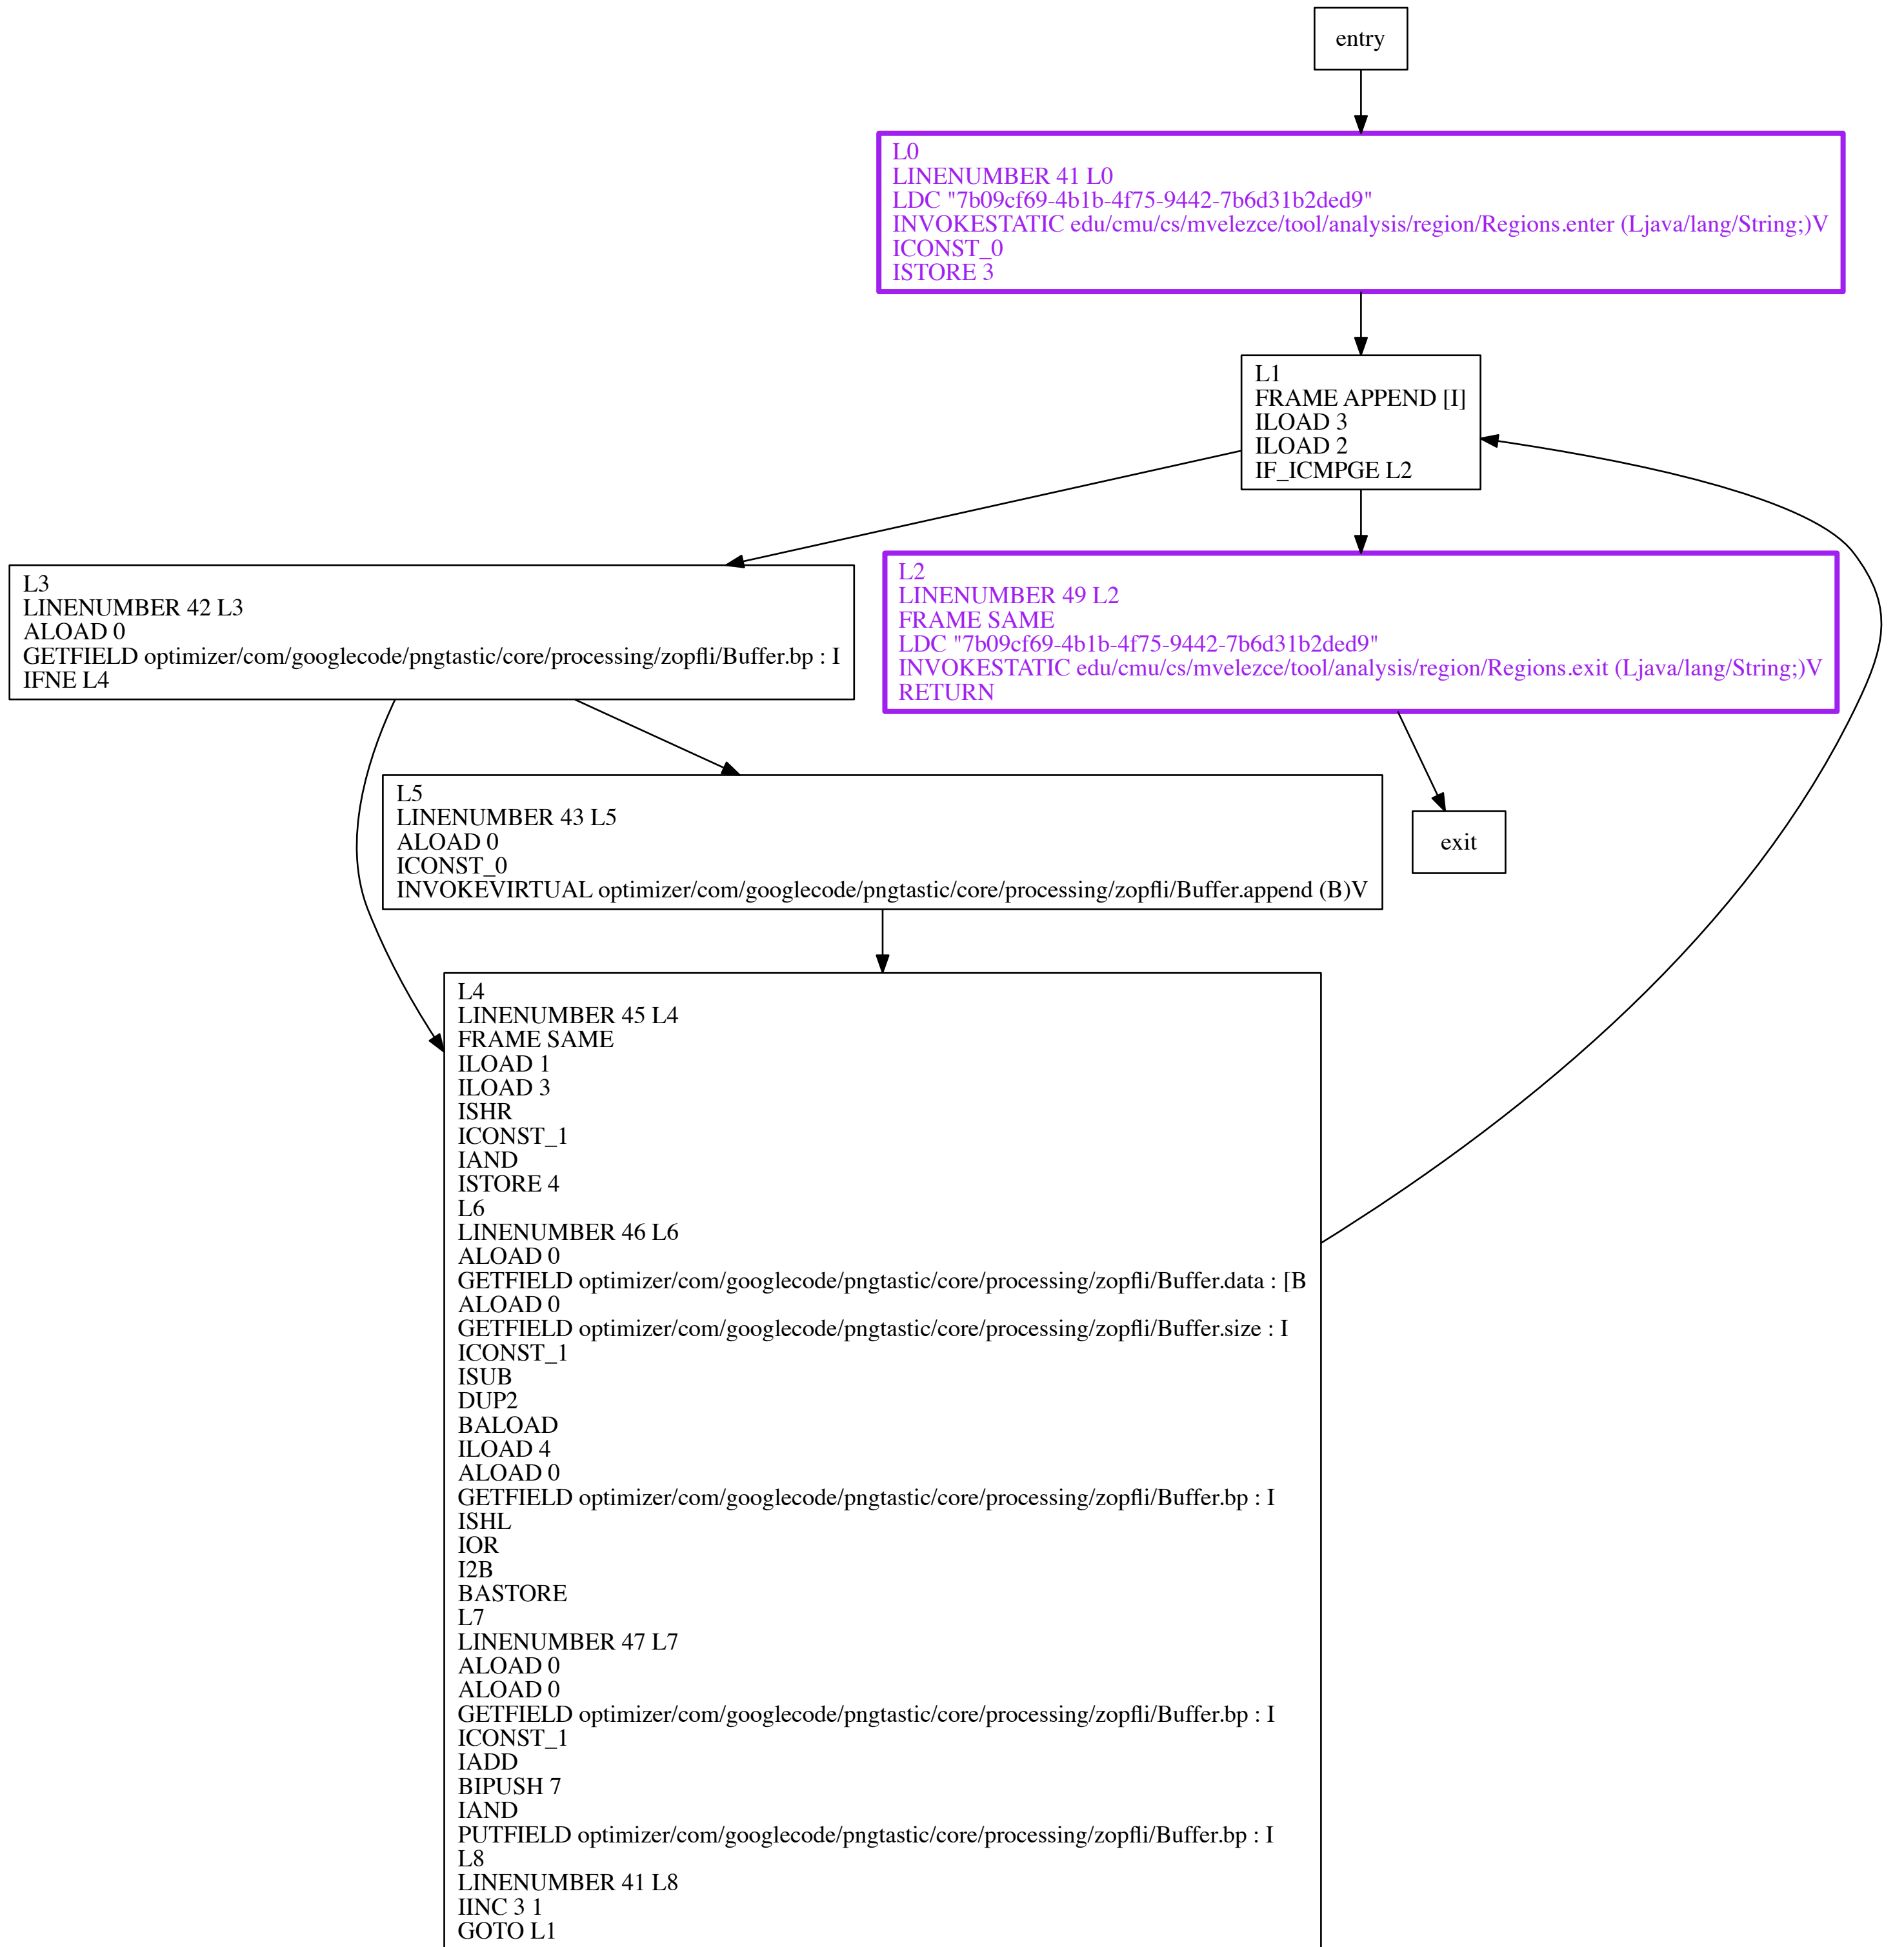 entry
L0
LINENUMBER 41 L0
LDC "7b09cf69-4b1b-4f75-9442-7b6d31b2ded9"
INVOKESTATIC edu/cmu/cs/mvelezce/tool/analysis/region/Regions.enter (Ljava/lang/String;)V
ICONST_0
ISTORE 3
L1
FRAME APPEND [I]
ILOAD 3
ILOAD 2
IF_ICMPGE L2
L3
LINENUMBER 42 L3
ALOAD 0
GETFIELD optimizer/com/googlecode/pngtastic/core/processing/zopfli/Buffer.bp : I
IFNE L4
L2
LINENUMBER 49 L2
FRAME SAME
LDC "7b09cf69-4b1b-4f75-9442-7b6d31b2ded9"
INVOKESTATIC edu/cmu/cs/mvelezce/tool/analysis/region/Regions.exit (Ljava/lang/String;)V
RETURN
L5
LINENUMBER 43 L5
ALOAD 0
ICONST_0
INVOKEVIRTUAL optimizer/com/googlecode/pngtastic/core/processing/zopfli/Buffer.append (B)V
exit
L4
LINENUMBER 45 L4
FRAME SAME
ILOAD 1
ILOAD 3
ISHR
ICONST_1
IAND
ISTORE 4
L6
LINENUMBER 46 L6
ALOAD 0
GETFIELD optimizer/com/googlecode/pngtastic/core/processing/zopfli/Buffer.data : [B
ALOAD 0
GETFIELD optimizer/com/googlecode/pngtastic/core/processing/zopfli/Buffer.size : I
ICONST_1
ISUB
DUP2
BALOAD
ILOAD 4
ALOAD 0
GETFIELD optimizer/com/googlecode/pngtastic/core/processing/zopfli/Buffer.bp : I
ISHL
IOR
I2B
BASTORE
L7
LINENUMBER 47 L7
ALOAD 0
ALOAD 0
GETFIELD optimizer/com/googlecode/pngtastic/core/processing/zopfli/Buffer.bp : I
ICONST_1
IADD
BIPUSH 7
IAND
PUTFIELD optimizer/com/googlecode/pngtastic/core/processing/zopfli/Buffer.bp : I
L8
LINENUMBER 41 L8
IINC 3 1
GOTO L1